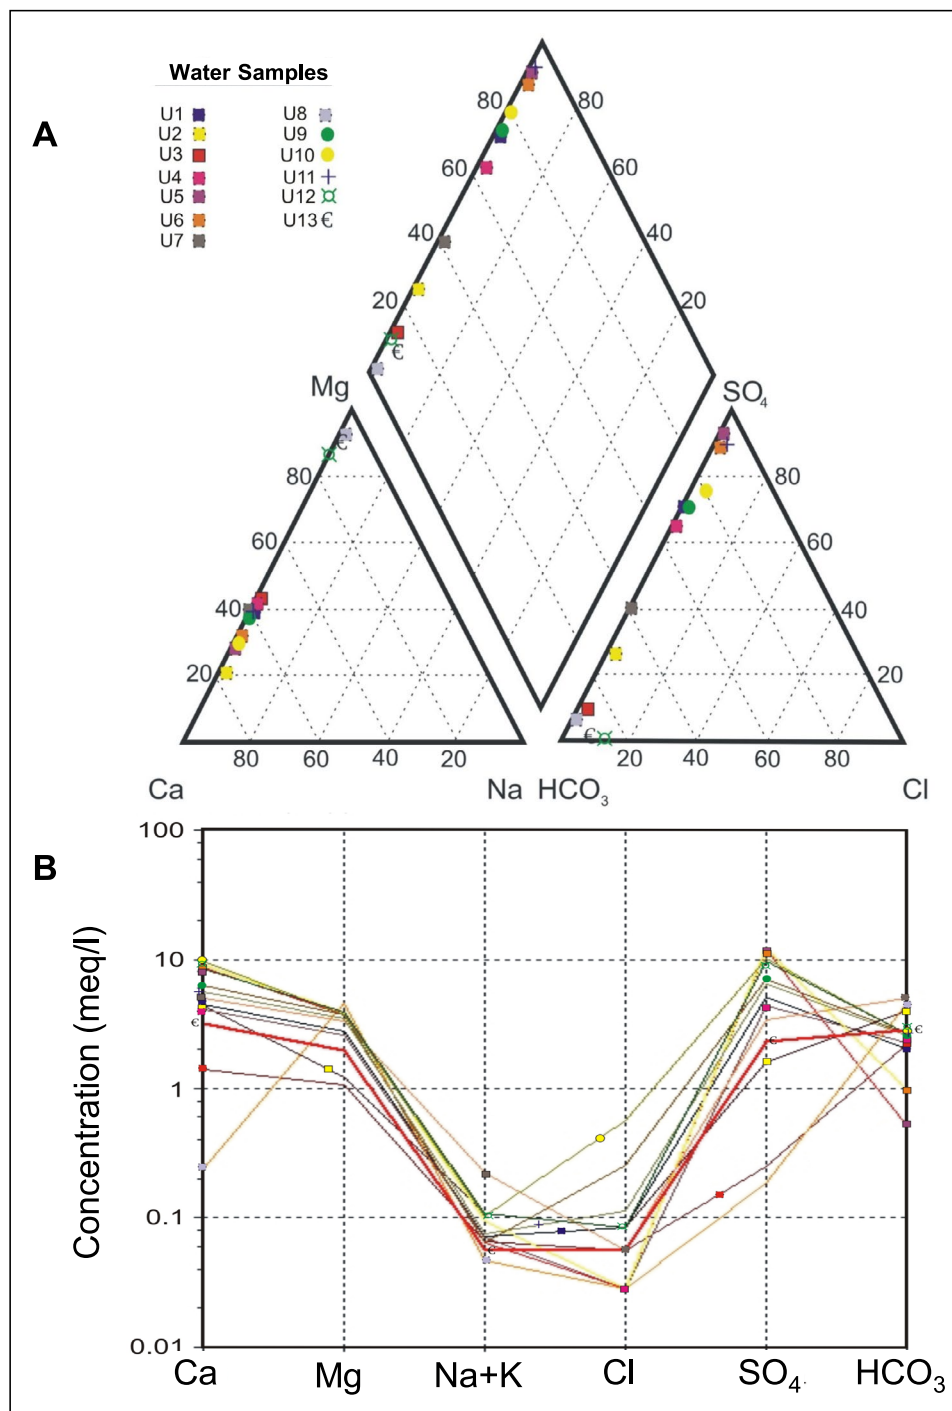 A
Water Samples
U1
U2
U3
U4
U5
U6
U7
U8
U9
U10
U11 +
U12
U13 €
80 80
60 60
40 40
20 20
€
Mg SO₄
€
80 80
60 60
40 40
20 20
€
80 60 40 20 20 40 60 80
Ca Na HCO₃ Cl
B
Concentration (meq/l)
100
10
1
0.1
0.01
€ € € €
Ca Mg Na+K Cl SO₄ HCO₃